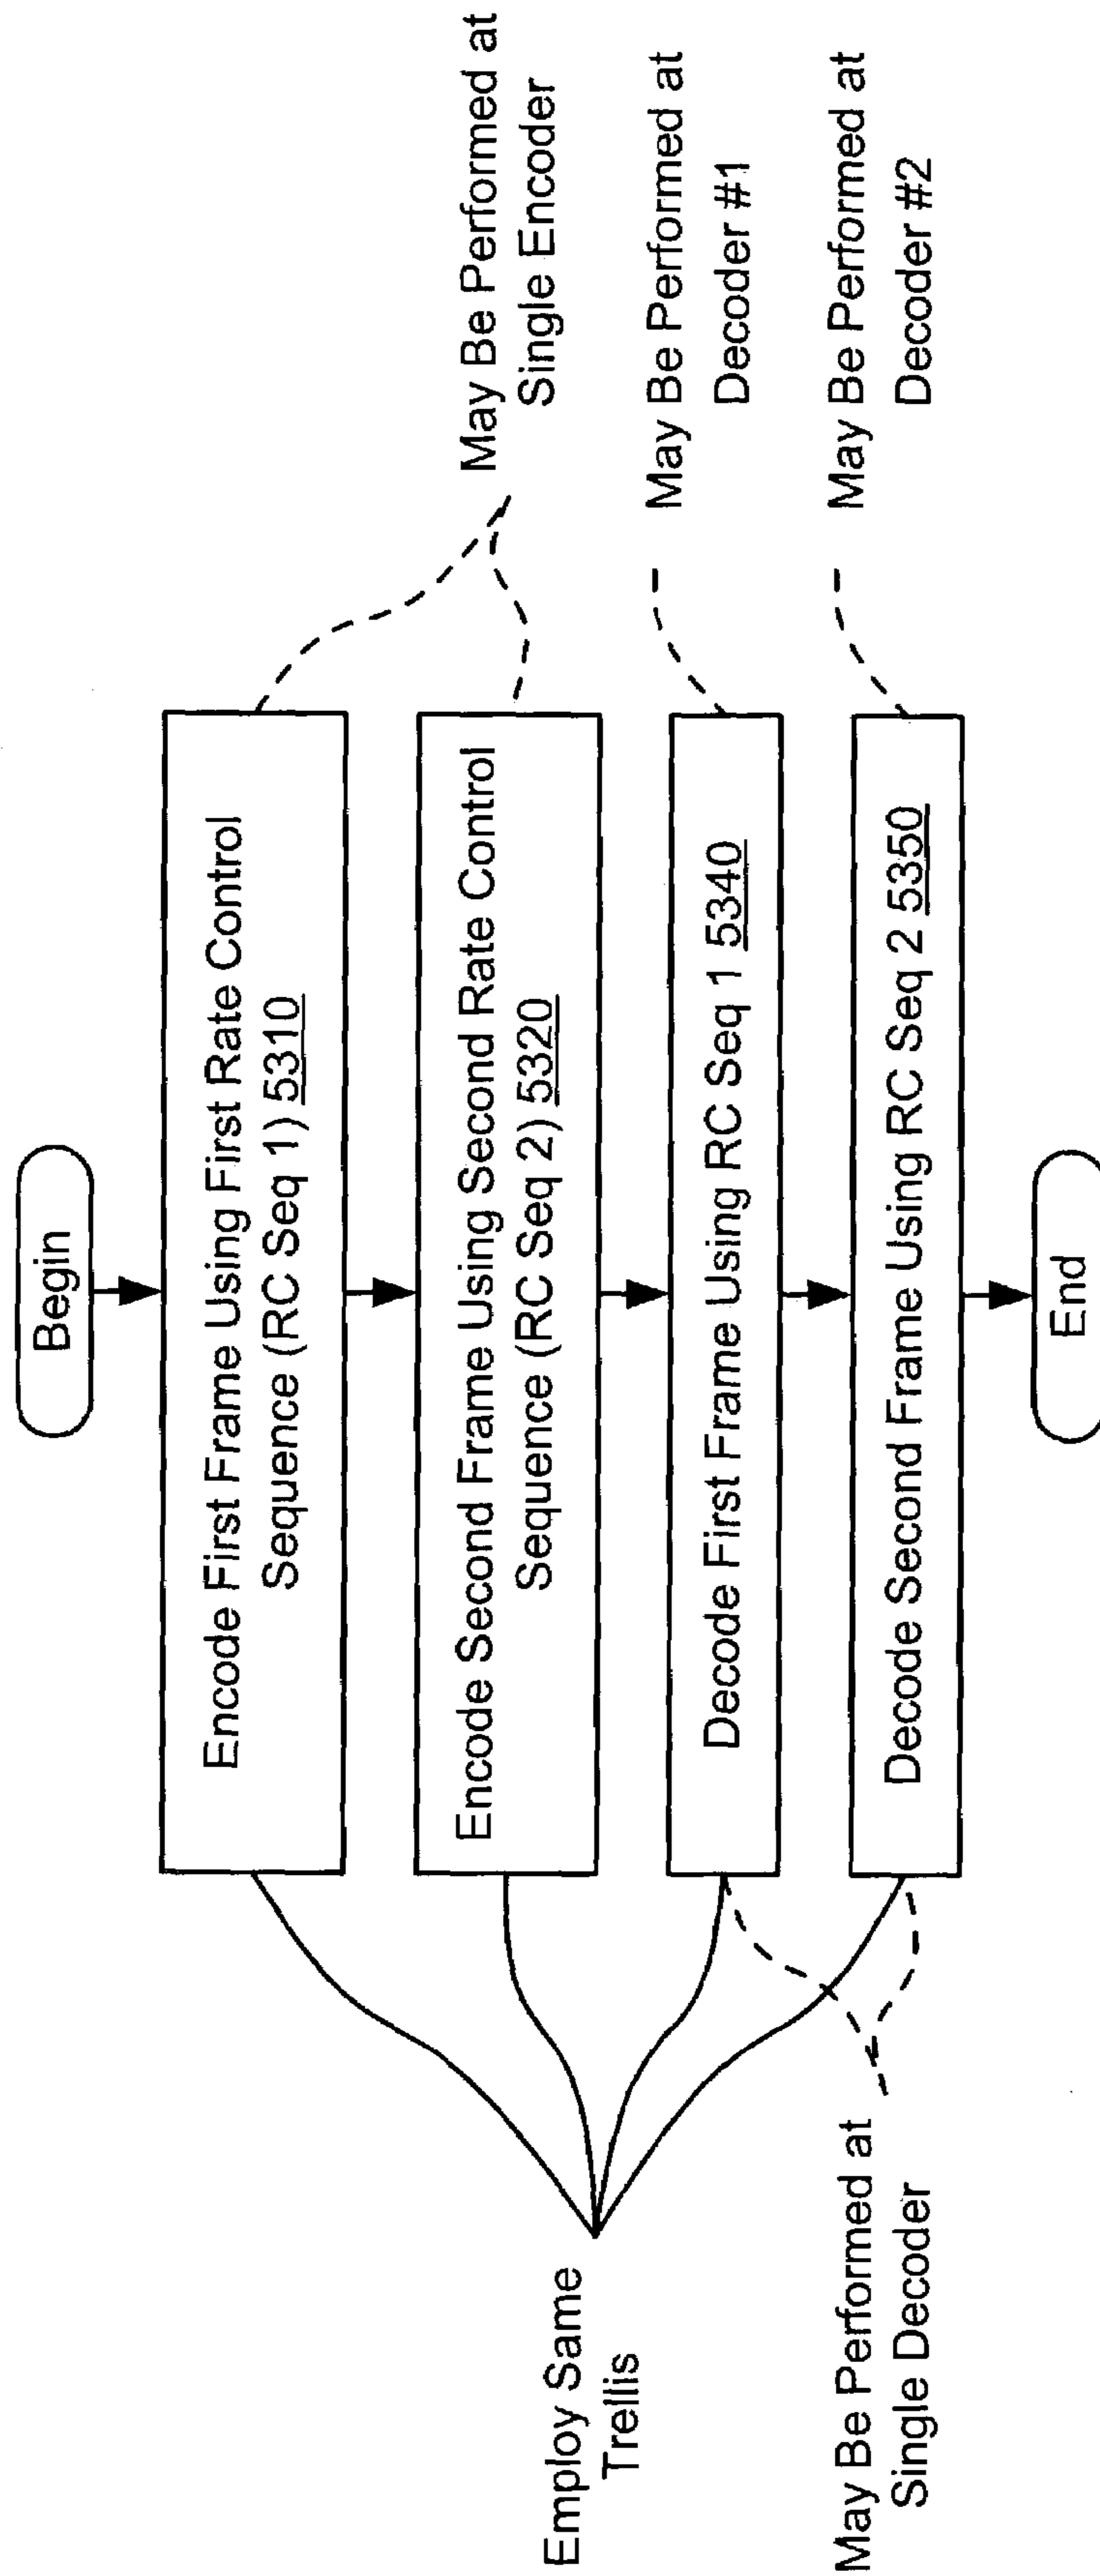 Begin
Encode First Frame Using First Rate Control
Sequence (RC Seq 1) 5310
Encode Second Frame Using Second Rate Control
Sequence (RC Seq 2) 5320
Decode First Frame Using RC Seq 1 5340
Decode Second Frame Using RC Seq 2 5350
End
Employ Same
Trellis
May Be Performed at
Single Decoder
May Be Performed at
Single Encoder
May Be Performed at
Decoder #1
May Be Performed at
Decoder #2